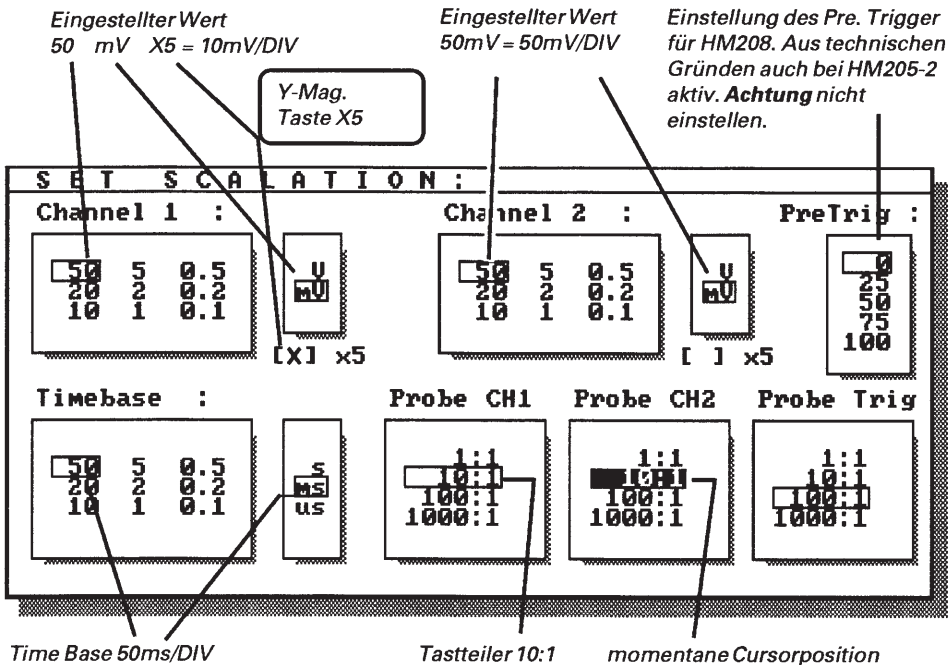 Eingestellter Wert
50 mV X5 = 10mV/DIV
Eingestellter Wert
50mV = 50mV/DIV
Einstellung des Pre. Trigger
für HM208. Aus technischen
Gründen auch bei HM205-2
aktiv. Achtung nicht
einstellen.
Y-Mag.
Taste X5
SET SCALATION:
Channel 1 :
50 5 0.5
20 2 0.2
10 1 0.1
V
mV
[X] x5
Channel 2 :
50 5 0.5
20 2 0.2
10 1 0.1
V
mV
[ ] x5
PreTrig :
0
25
50
75
100
Timebase :
50 5 0.5
20 2 0.2
10 1 0.1
s
ms
us
Probe CH1
1:1
10:1
100:1
1000:1
Probe CH2
1:1
10:1
100:1
1000:1
Probe Trig
1:1
10:1
100:1
1000:1
Time Base 50ms/DIV
Tastteiler 10:1
momentane Cursorposition